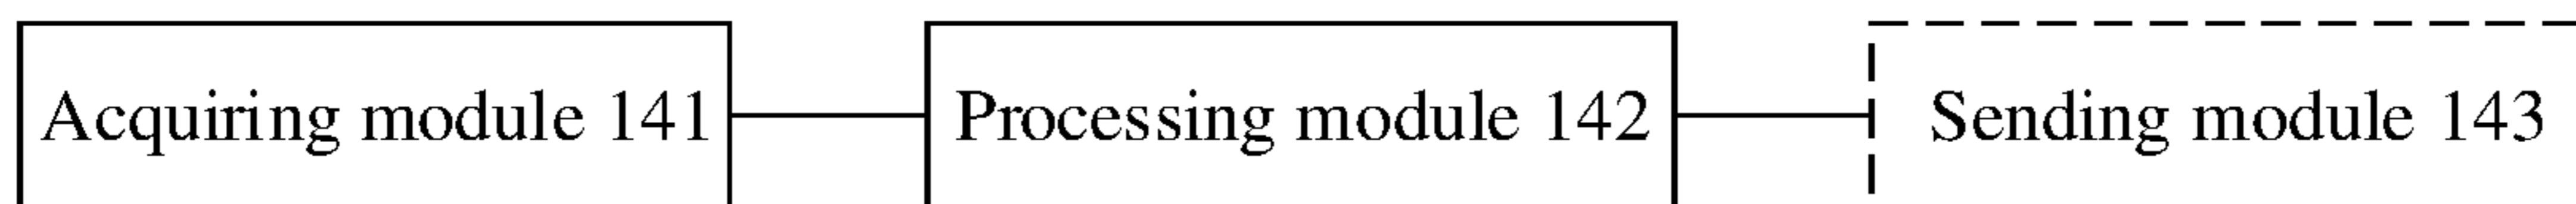 Acquiring module 141
Processing module 142
Sending module 143